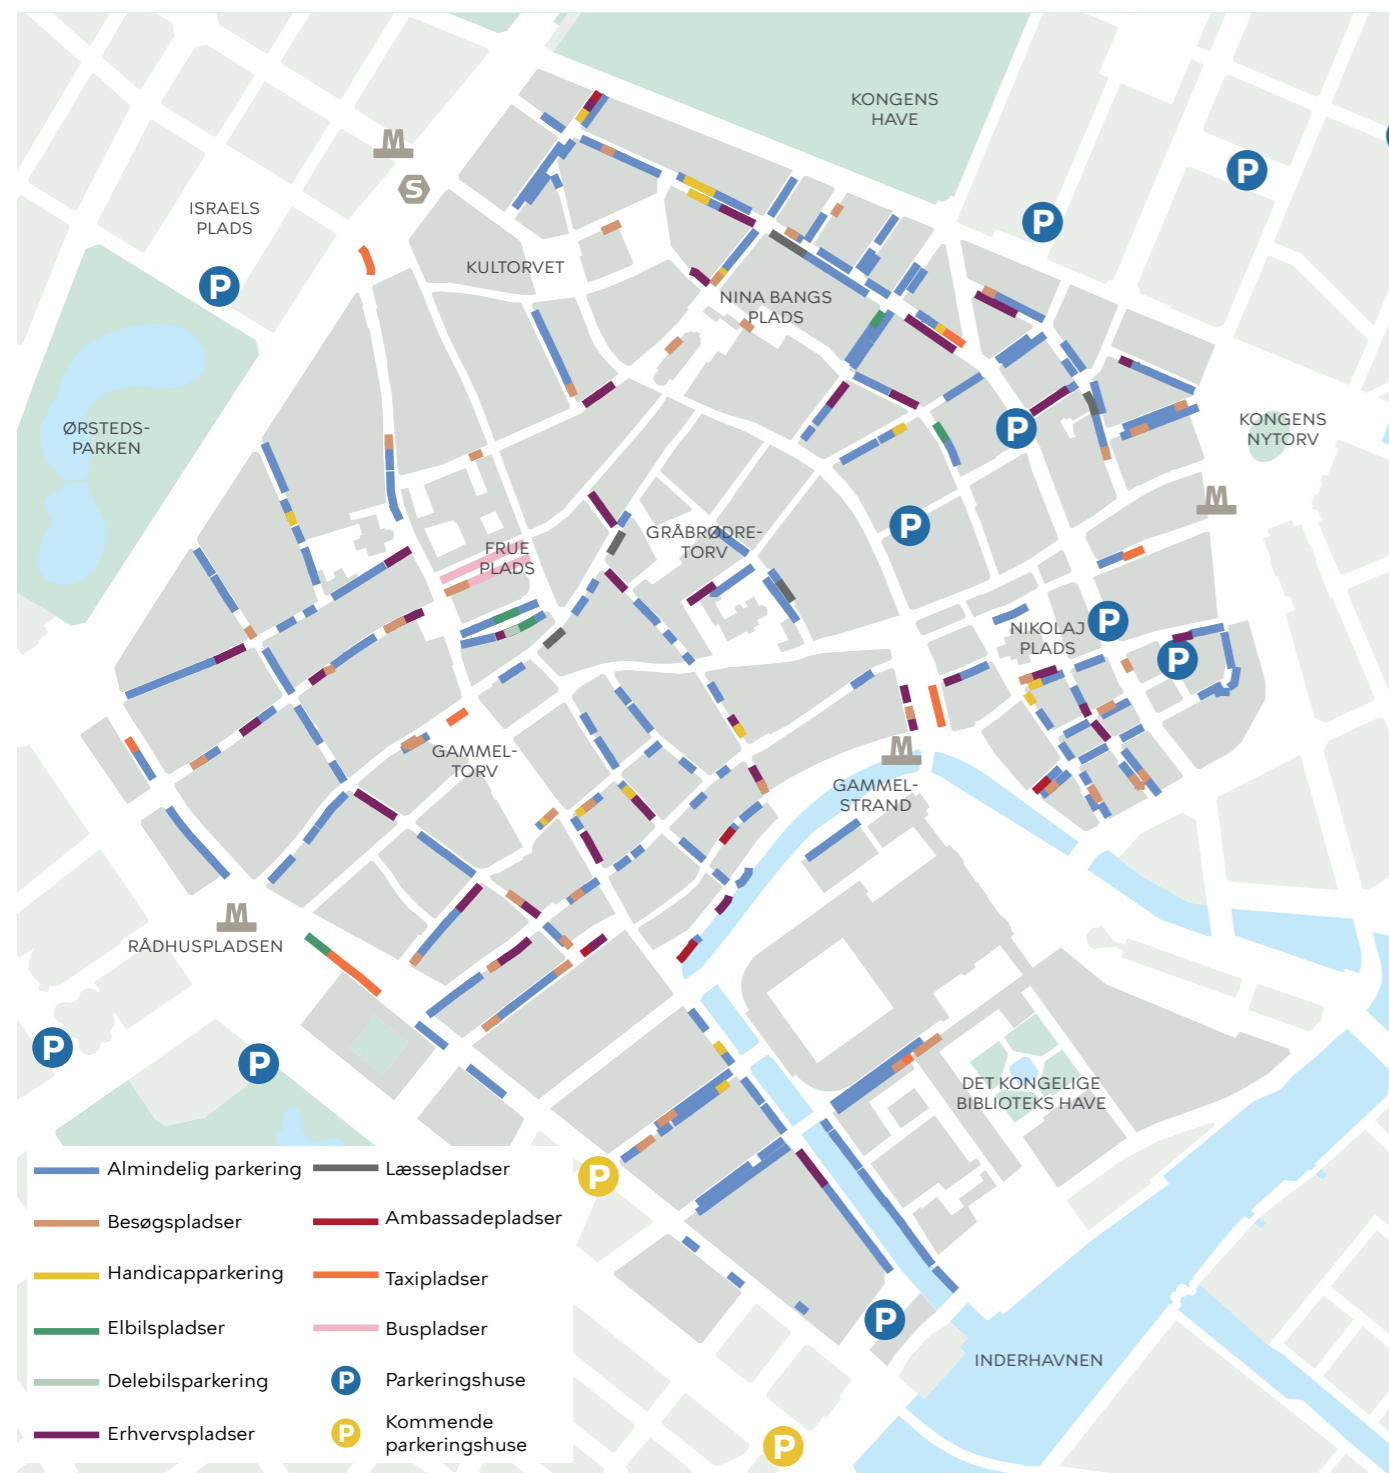 KONGENS
HAVE
M
P
S
P
ISRAELS
PLADS
KULTORVET
P
NINA BANGS
PLADS
ØRSTEDS-
PARKEN
P
KONGENS
NYTORV
M
P
GRÅBRØDRE-
TORV
FRUE
PLADS
NIKOLAJ
PLADS
P
P
GAMMEL-
TORV
M
GAMMEL-
STRAND
M
RÅDHUSPLADSEN
P
P
DET KONGELIGE
BIBLIOTEKS HAVE
P
P
INDERHAVNEN
P
Almindelig parkering
Besøgspladser
Handicapparkering
Elbilspladser
Delebilsparkering
Erhvervspladser
Læssepladser
Ambassadepladser
Taxipladser
Buspladser
P Parkeringshuse
P Kommende
parkeringshuse